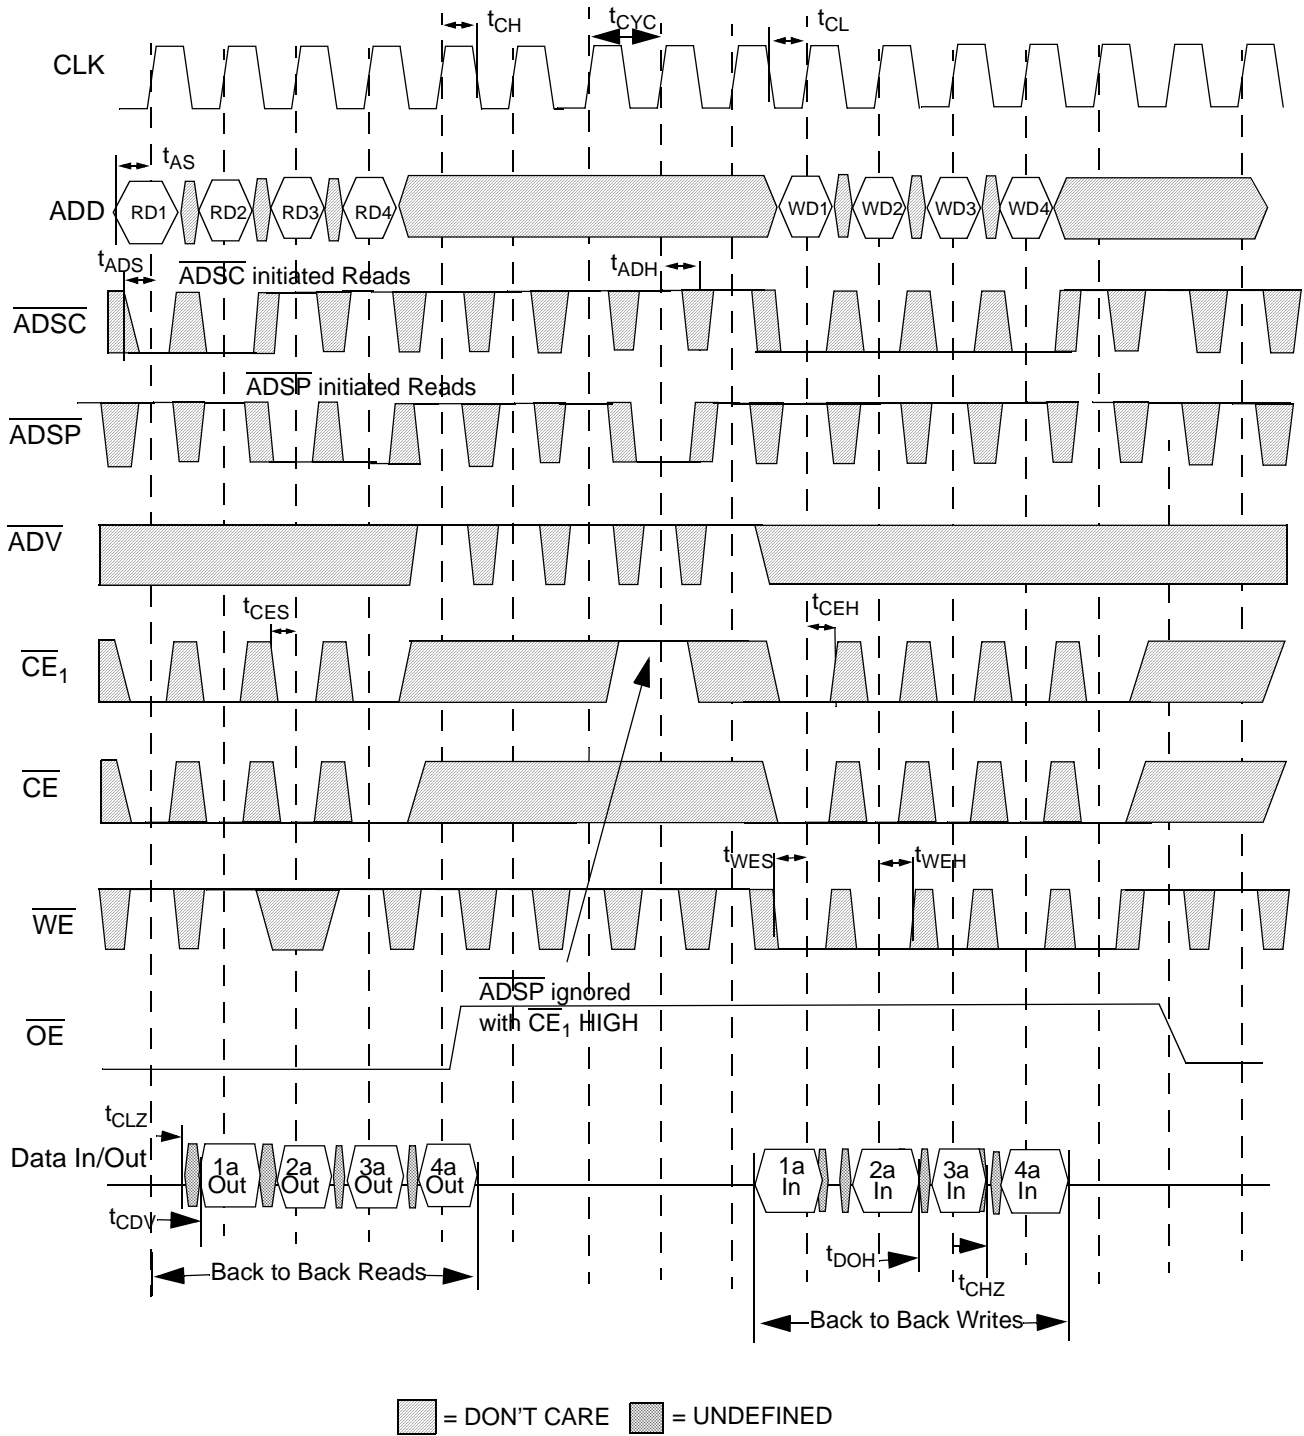 tCH
tCYC
tCL
CLK
tAS
ADD
RD1
RD2
RD3
RD4
WD1
WD2
WD3
WD4
tADS
ADSC initiated Reads
tADH
ADSC
ADSP initiated Reads
ADSP
ADV
tCES
tCEH
CE1
CE
tWES
tWEH
WE
ADSP ignored
with CE1 HIGH
OE
tCLZ
Data In/Out
1a
Out
2a
Out
3a
Out
4a
Out
1a
In
2a
In
3a
In
4a
In
tCDV
tDOH
tCHZ
Back to Back Reads
Back to Back Writes
= DON'T CARE
= UNDEFINED